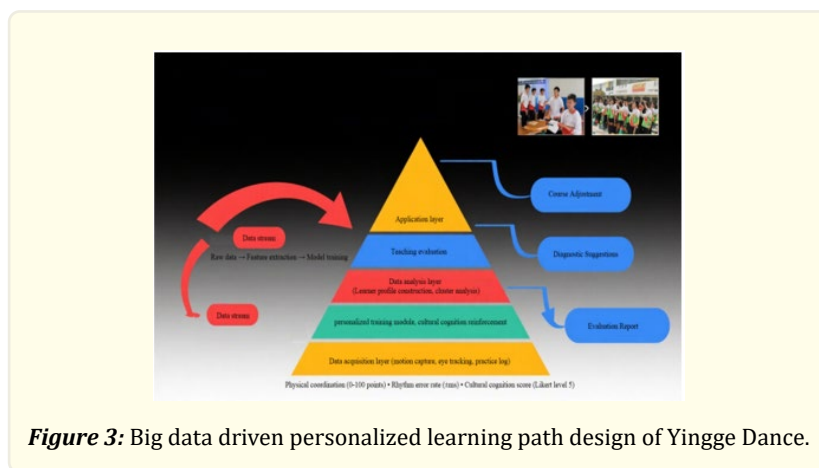 Course Adjustment
Application layer
Data stream
Raw data → Feature extraction → Model training
Teaching evaluation
Diagnostic Suggestions
Data analysis layer
(Learner profile construction, cluster analysis)
Data stream
personalized training module, cultural cognition reinforcement
Evaluation Report
Data acquisition layer (motion capture, eye tracking, practice log)
Physical coordination (0-100 points) • Rhythm error rate (rms) • Cultural cognition score (Likert level 5)
Figure 3: Big data driven personalized learning path design of Yingge Dance.